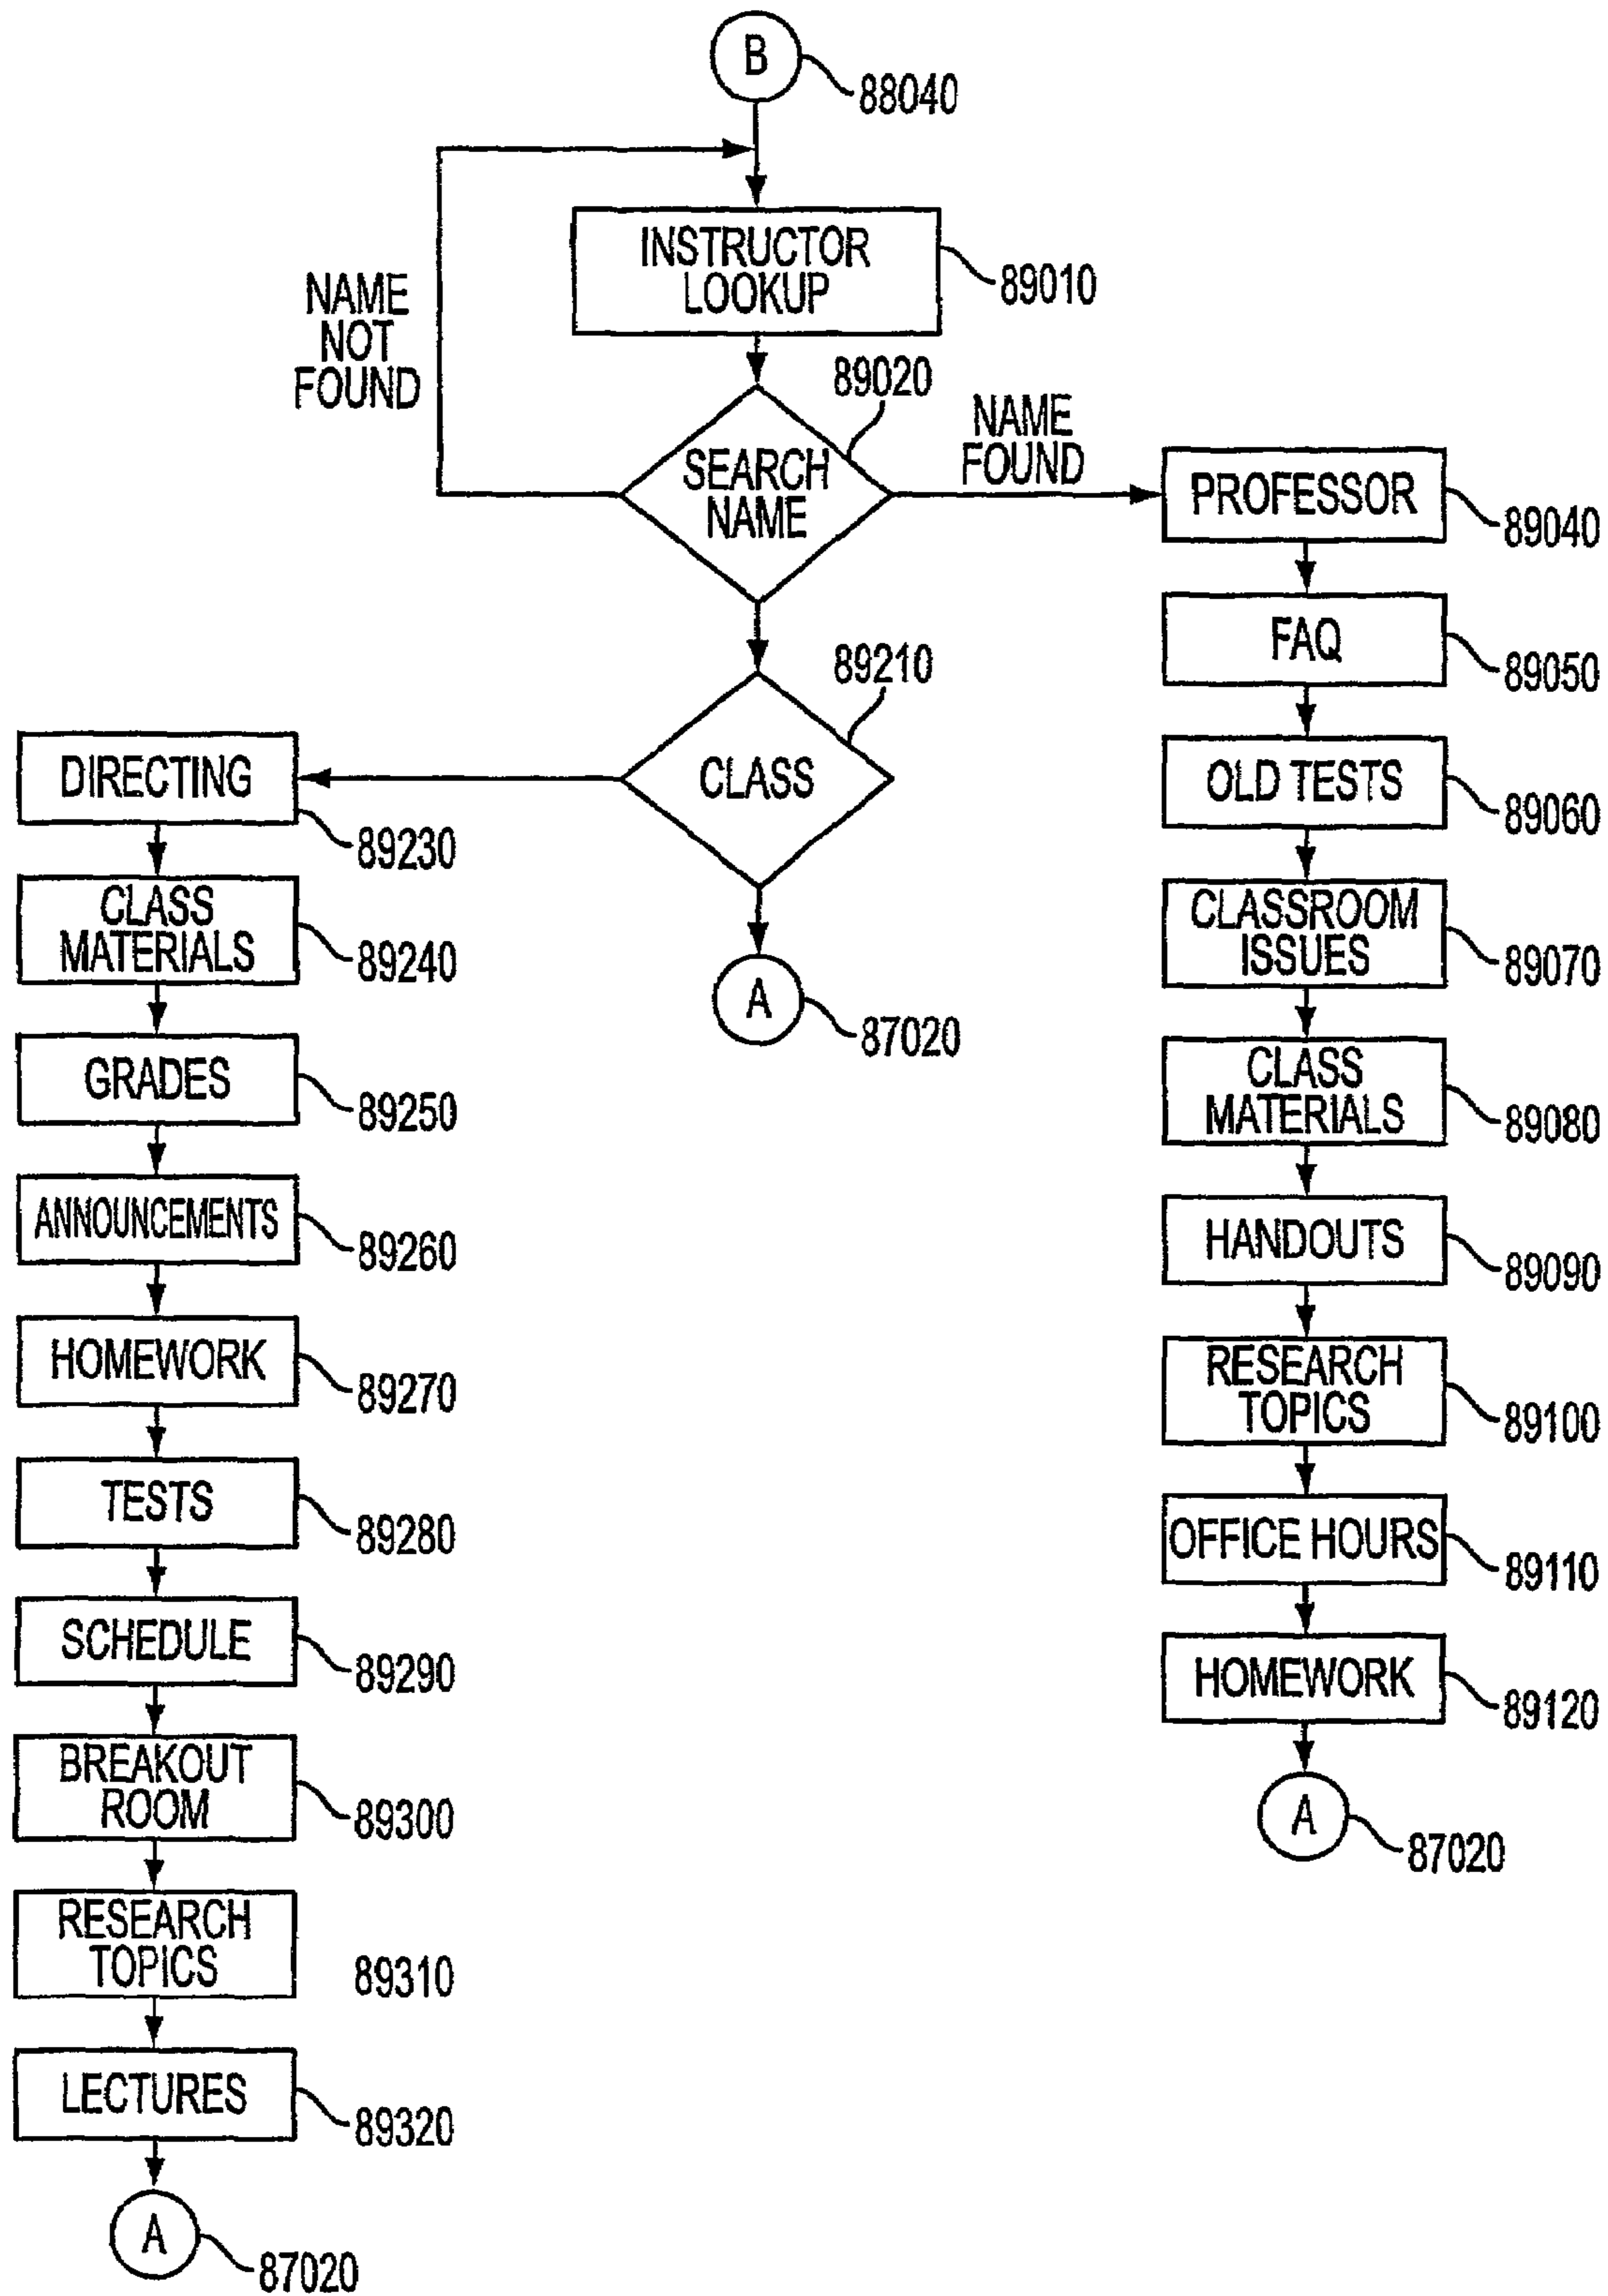 B
88040
INSTRUCTOR
LOOKUP
89010
NAME
NOT
FOUND
89020
SEARCH
NAME
NAME
FOUND
PROFESSOR
89040
FAQ
89050
OLD TESTS
89060
CLASSROOM
ISSUES
89070
CLASS
MATERIALS
89080
HANDOUTS
89090
RESEARCH
TOPICS
89100
OFFICE HOURS
89110
HOMEWORK
89120
A
87020
89210
CLASS
A
87020
DIRECTING
89230
CLASS
MATERIALS
89240
GRADES
89250
ANNOUNCEMENTS
89260
HOMEWORK
89270
TESTS
89280
SCHEDULE
89290
BREAKOUT
ROOM
89300
RESEARCH
TOPICS
89310
LECTURES
89320
A
87020